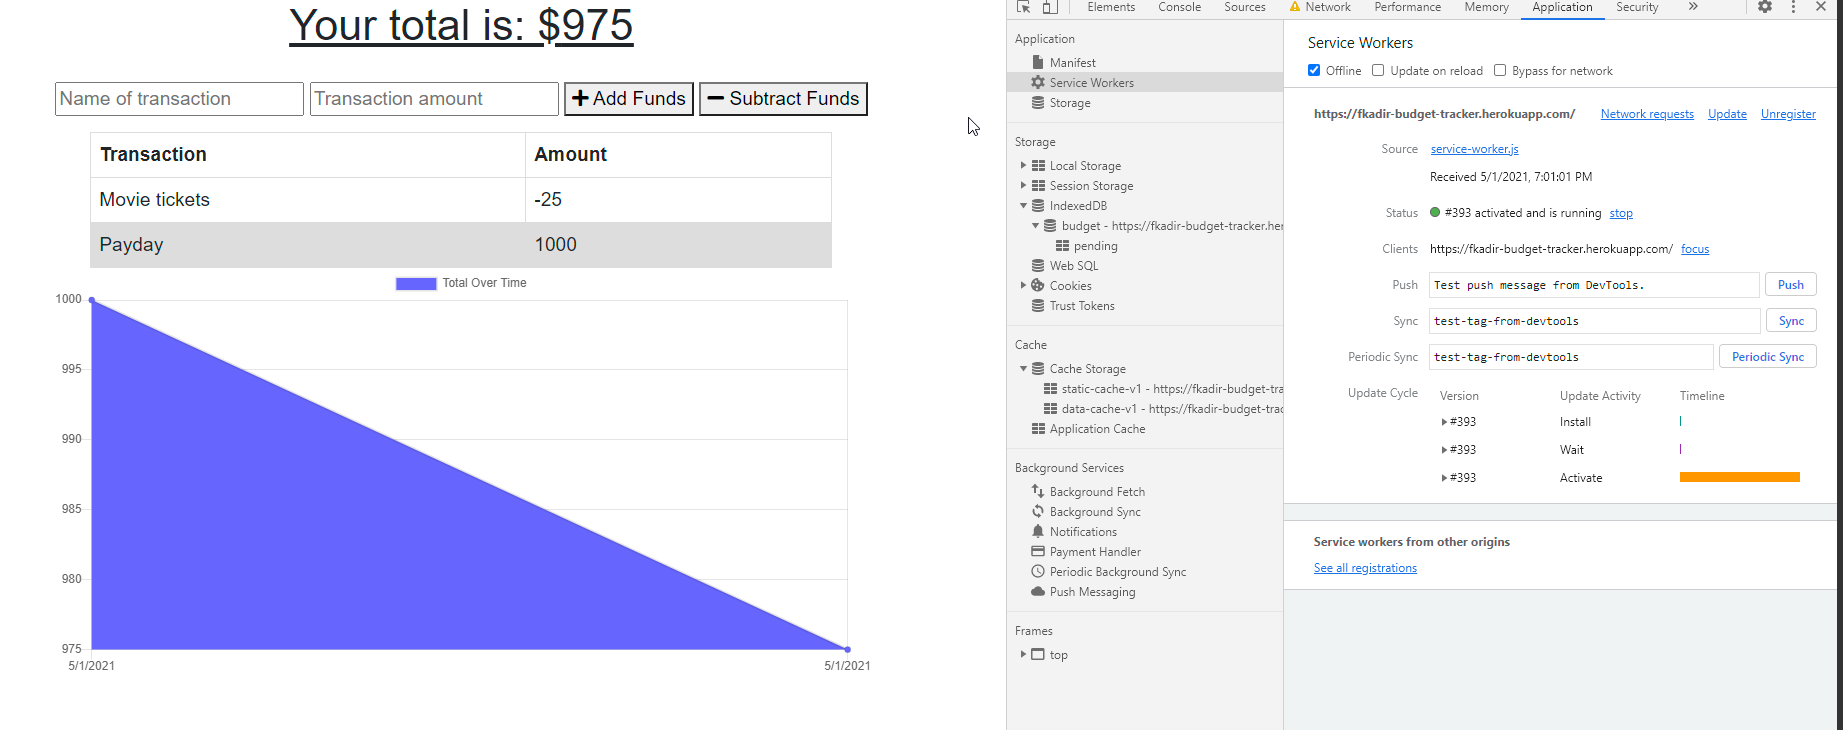 Your total is: $975
Name of transaction
Transaction amount
Add Funds
Subtract Funds
Transaction Amount
Movie tickets -25
Payday 1000
Total Over Time
1000
995
990
985
980
975
5/1/2021 5/1/2021
Elements Console Sources Network Performance Memory Application Security »
Application
Manifest
Service Workers
Storage
Storage
Local Storage
Session Storage
IndexedDB
budget - https://fkadir-budget-tracker.her
pending
Web SQL
Cookies
Trust Tokens
Cache
Cache Storage
static-cache-v1 - https://fkadir-budget-tra
data-cache-v1 - https://fkadir-budget-trac
Application Cache
Background Services
Background Fetch
Background Sync
Notifications
Payment Handler
Periodic Background Sync
Push Messaging
Frames
top
Service Workers
Offline Update on reload Bypass for network
https://fkadir-budget-tracker.herokuapp.com/ Network requests Update Unregister
Source service-worker.js
Received 5/1/2021, 7:01:01 PM
Status #393 activated and is running stop
Clients https://fkadir-budget-tracker.herokuapp.com/ focus
Push Test push message from DevTools. Push
Sync test-tag-from-devtools Sync
Periodic Sync test-tag-from-devtools Periodic Sync
Update Cycle Version Update Activity Timeline
#393 Install
#393 Wait
#393 Activate
Service workers from other origins
See all registrations